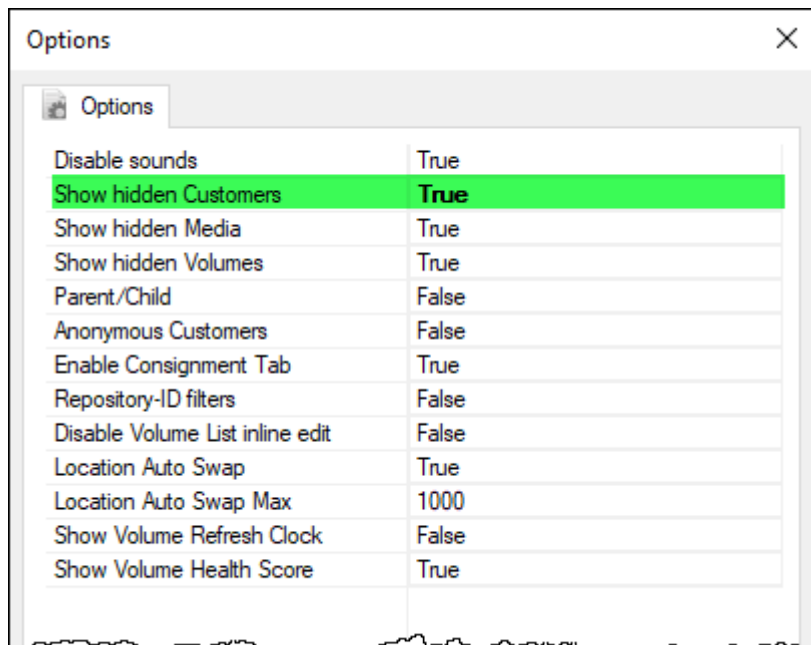 Options
Options
Disable sounds True
Show hidden Customers True
Show hidden Media True
Show hidden Volumes True
Parent/Child False
Anonymous Customers False
Enable Consignment Tab True
Repository-ID filters False
Disable Volume List inline edit False
Location Auto Swap True
Location Auto Swap Max 1000
Show Volume Refresh Clock False
Show Volume Health Score True